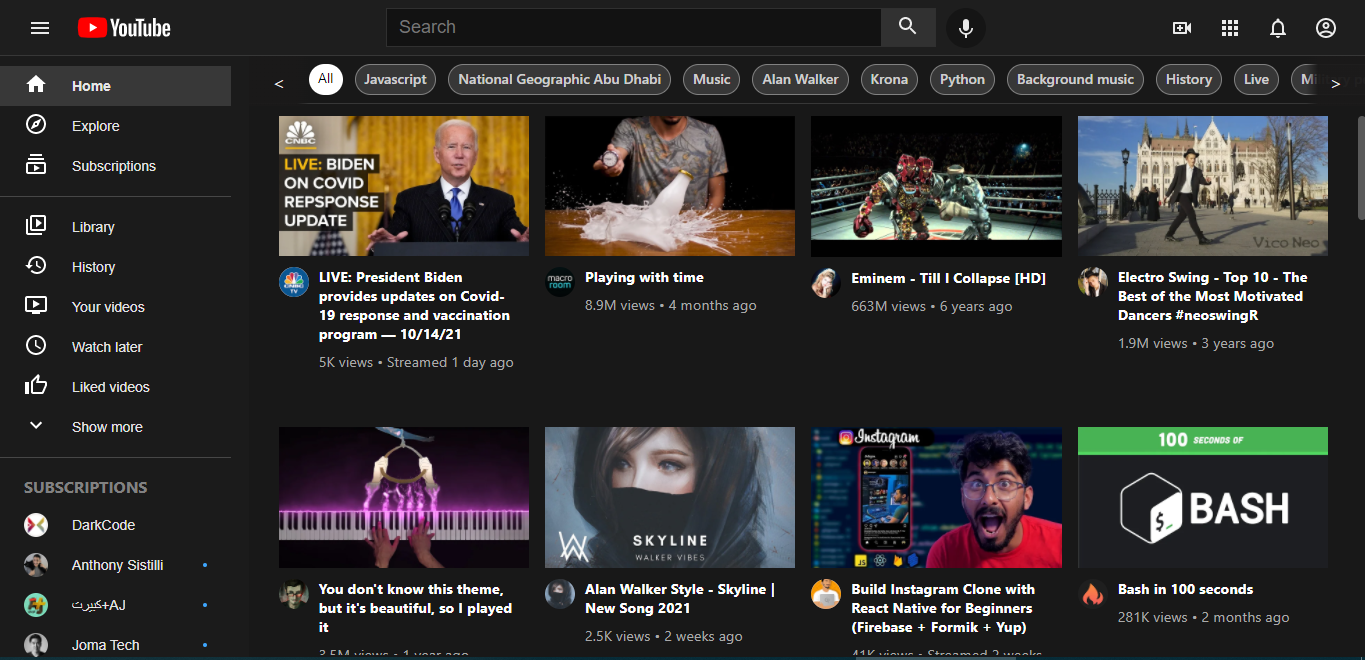 YouTube
Search
Home
Explore
Subscriptions
Library
History
Your videos
Watch later
Liked videos
Show more
SUBSCRIPTIONS
DarkCode
Anthony Sistilli
كبيرت+AJ
Joma Tech
< All Javascript National Geographic Abu Dhabi Music Alan Walker Krona Python Background music History Live >
CNBC
LIVE: BIDEN
ON COVID
REPSPONSE
UPDATE
CNBC
TV
LIVE: President Biden
provides updates on Covid-
19 response and vaccination
program — 10/14/21
5K views • Streamed 1 day ago
macro
room
Playing with time
8.9M views • 4 months ago
Eminem - Till I Collapse [HD]
663M views • 6 years ago
Vico Neo
Electro Swing - Top 10 - The
Best of the Most Motivated
Dancers #neoswingR
1.9M views • 3 years ago
You don't know this theme,
but it's beautiful, so I played
it
3.5M views • 1 year ago
SKYLINE
WALKER VIBES
Alan Walker Style - Skyline |
New Song 2021
2.5K views • 2 weeks ago
Instagram
JS
Build Instagram Clone with
React Native for Beginners
(Firebase + Formik + Yup)
41K views • Streamed 2 weeks
100 SECONDS OF
$_
BASH
Bash in 100 seconds
281K views • 2 months ago